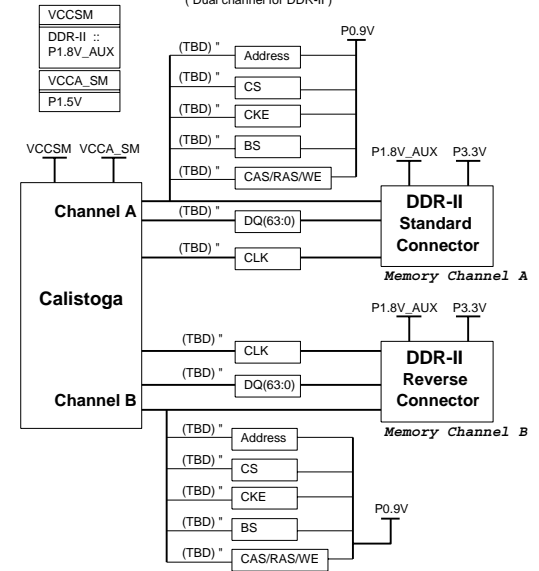 ( Dual channel for DDR-II )
VCCSM
DDR-II ::
P1.8V_AUX
VCCA_SM
P1.5V
P0.9V
(TBD) " Address
(TBD) " CS
(TBD) " CKE
(TBD) " BS
(TBD) " CAS/RAS/WE
VCCSM VCCA_SM
P1.8V_AUX P3.3V
Channel A
(TBD) " DQ(63:0)
(TBD) " CLK
DDR-II
Standard
Connector
Memory Channel A
Calistoga
P1.8V_AUX P3.3V
(TBD) " CLK
(TBD) " DQ(63:0)
Channel B
DDR-II
Reverse
Connector
Memory Channel B
(TBD) " Address
(TBD) " CS
(TBD) " CKE
(TBD) " BS
(TBD) " CAS/RAS/WE
P0.9V